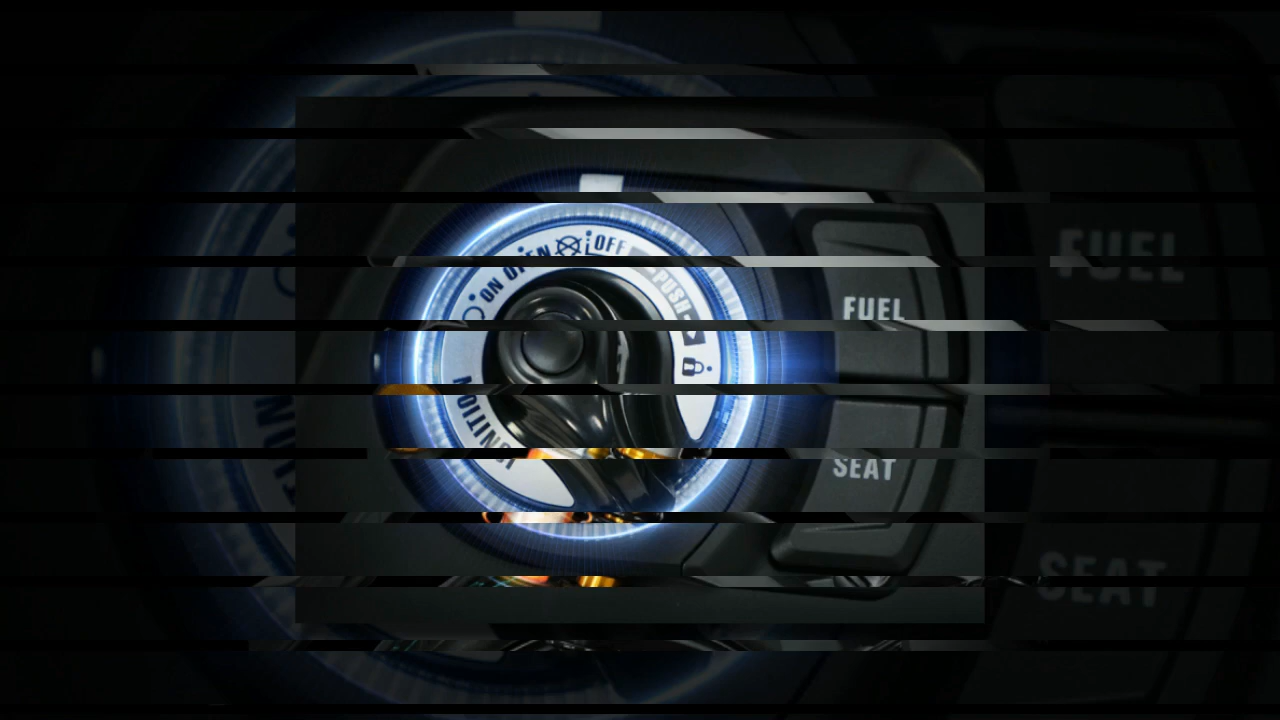 ON OPEN OFF
PUSH
IGNITION
FUEL
SEAT
FUEL
SEAT